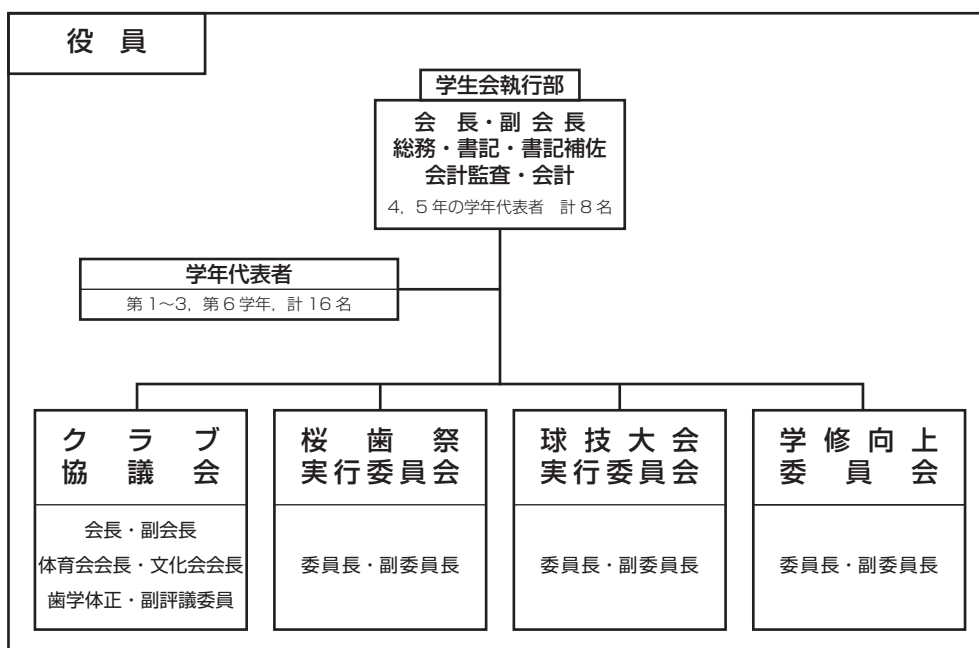 役員
学生会執行部
会長・副会長
総務・書記・書記補佐
会計監査・会計
4，5年の学年代表者　計8名
学年代表者
第1〜3，第6学年，計16名
クラブ
協議会
会長・副会長
体育会会長・文化会会長
歯学体正・副評議委員
桜歯祭
実行委員会
委員長・副委員長
球技大会
実行委員会
委員長・副委員長
学修向上
委員会
委員長・副委員長